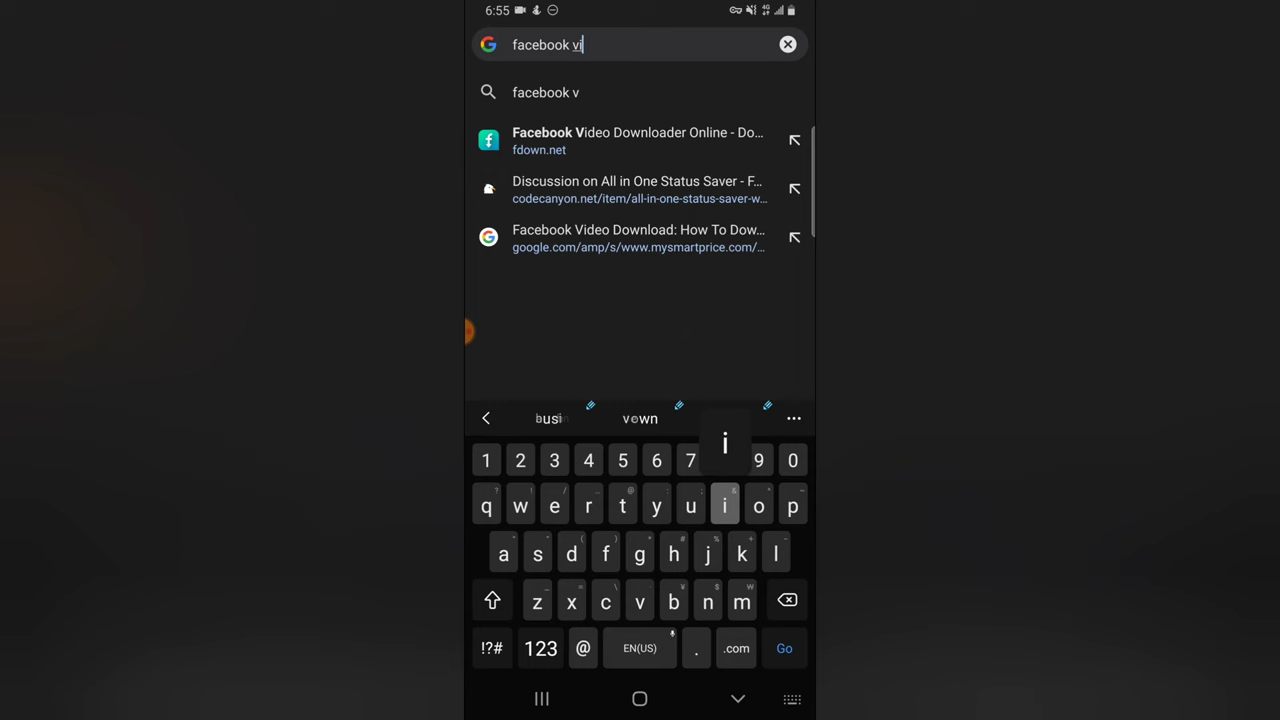 6:55
facebook vi
facebook v
Facebook Video Downloader Online - Do...
fdown.net
Discussion on All in One Status Saver - F...
codecanyon.net/item/all-in-one-status-saver-w...
Facebook Video Download: How To Dow...
google.com/amp/s/www.mysmartprice.com/...
i
1 2 3 4 5 6 7 9 0
q w e r t y u i o p
a s d f g h j k l
z x c v b n m
!?# 123 @ EN(US) . .com Go